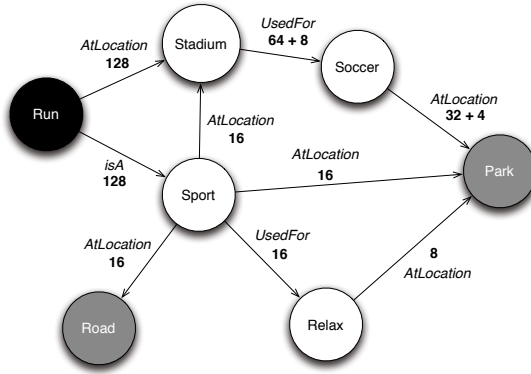 Stadium
UsedFor
64 + 8
Soccer
AtLocation
128
Run
AtLocation
16
AtLocation
32 + 4
isA
128
Sport
AtLocation
16
Park
AtLocation
16
UsedFor
16
8
AtLocation
Road
Relax